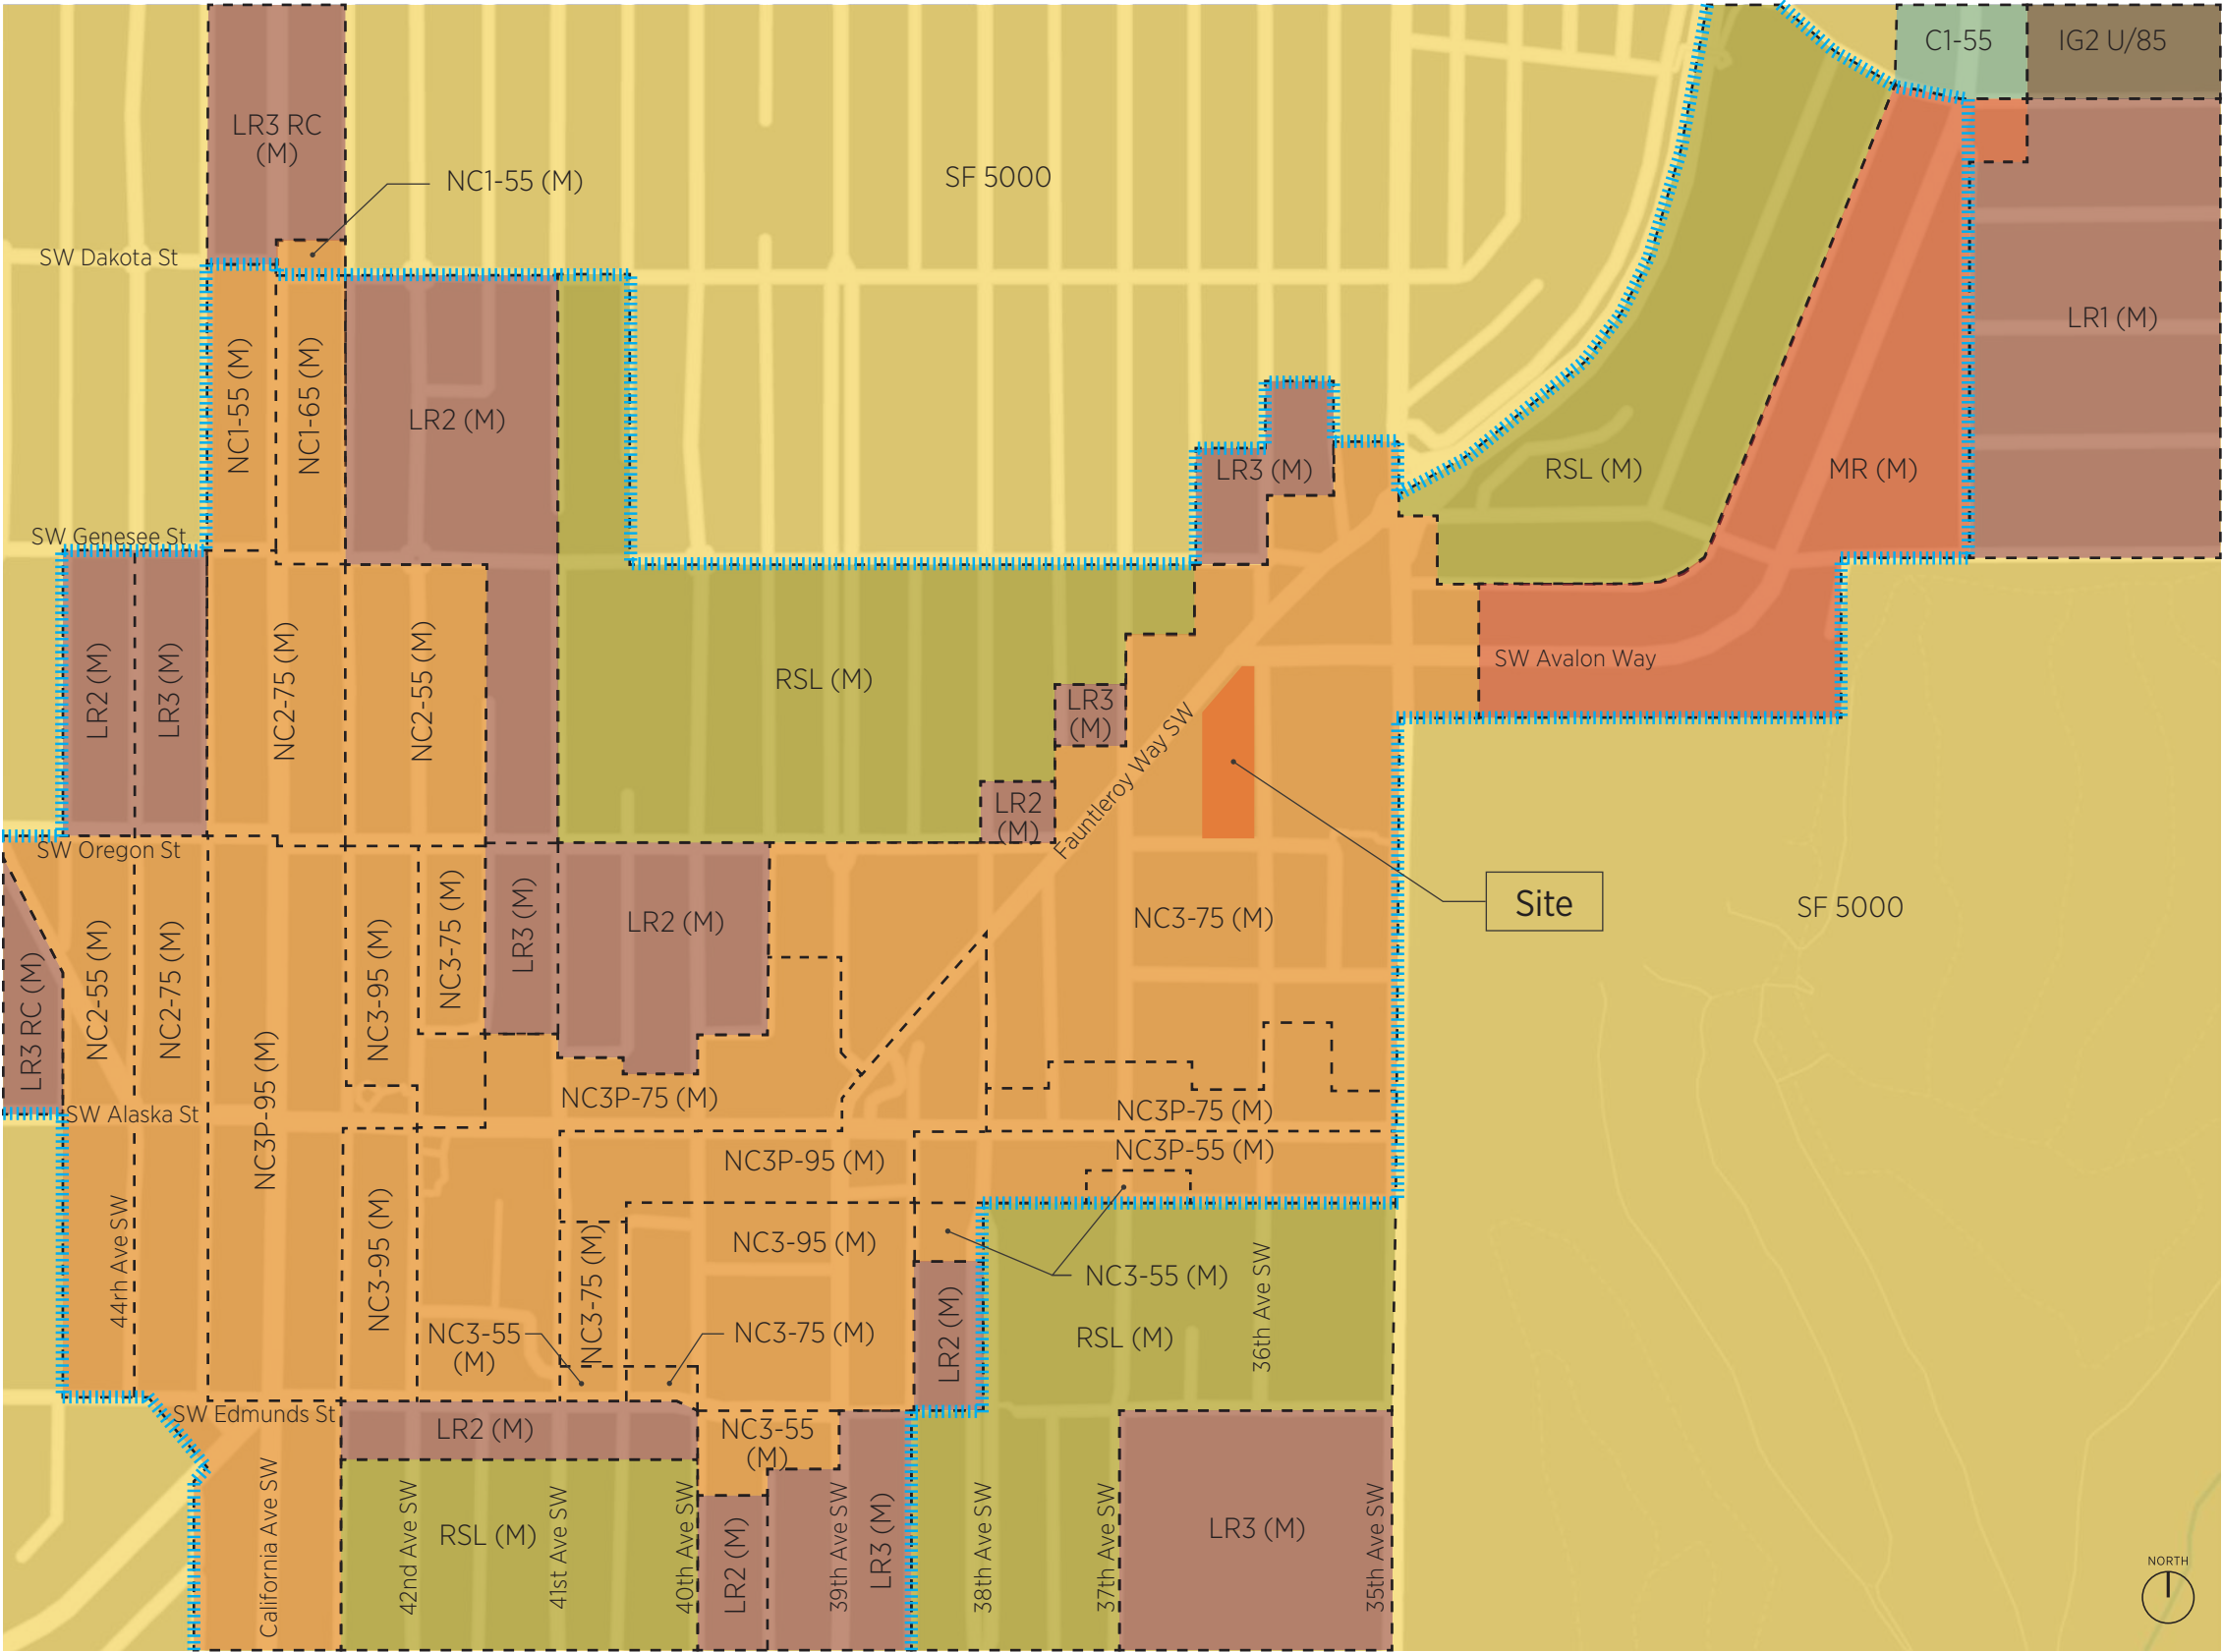 C1-55
IG2 U/85
LR3 RC
(M)
NC1-55 (M)
SF 5000
SW Dakota St
LR1 (M)
NC1-55 (M)
NC1-65 (M)
LR2 (M)
LR3 (M)
RSL (M)
MR (M)
SW Genesee St
LR2 (M)
LR3 (M)
NC2-75 (M)
NC2-55 (M)
RSL (M)
LR3
(M)
SW Avalon Way
Fauntleroy Way SW
LR2
(M)
SW Oregon St
Site
SF 5000
LR3 RC (M)
NC2-55 (M)
NC2-75 (M)
NC3P-95 (M)
NC3-95 (M)
NC3-75 (M)
LR3 (M)
LR2 (M)
NC3-75 (M)
NC3P-75 (M)
NC3P-75 (M)
SW Alaska St
NC3P-95 (M)
NC3P-55 (M)
44rh Ave SW
NC3-95 (M)
NC3-75 (M)
NC3-95 (M)
NC3-55 (M)
36th Ave SW
NC3-55
(M)
NC3-75 (M)
LR2 (M)
RSL (M)
SW Edmunds St
LR2 (M)
NC3-55
(M)
California Ave SW
42nd Ave SW
RSL (M)
41st Ave SW
40th Ave SW
LR2 (M)
39th Ave SW
LR3 (M)
38th Ave SW
37th Ave SW
LR3 (M)
35th Ave SW
NORTH